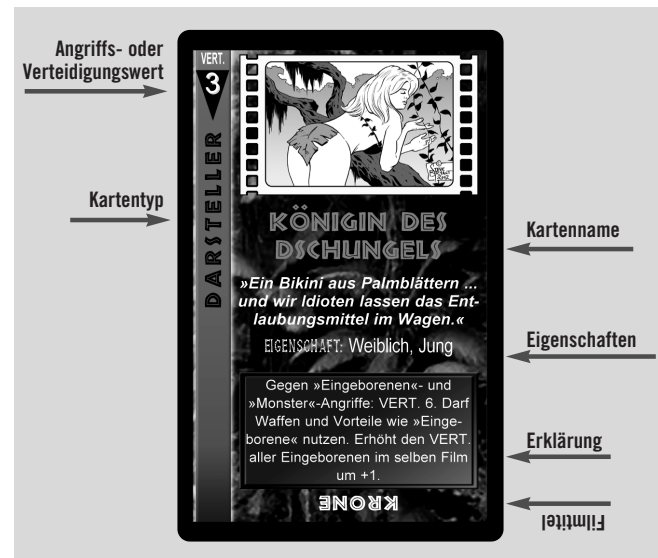 Angriffs- oder
Verteidigungswert
Kartentyp
VERT.
3
DARSTELLER
KÖNIGIN DES
DSCHUNGELS
»Ein Bikini aus Palmblättern ...
und wir Idioten lassen das Ent-
laubungsmittel im Wagen.«
EIGENSCHAFT: Weiblich, Jung
Gegen »Eingeborenen«- und
»Monster«-Angriffe: VERT. 6. Darf
Waffen und Vorteile wie »Einge-
borene« nutzen. Erhöht den VERT.
aller Eingeborenen im selben Film
um +1.
KRONE
Kartenname
Eigenschaften
Erklärung
Filmtitel